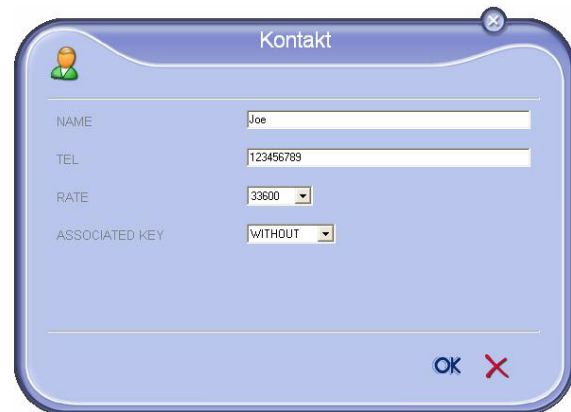 Kontakt
NAME Joe
TEL 123456789
RATE 33600
ASSOCIATED KEY WITHOUT
OK